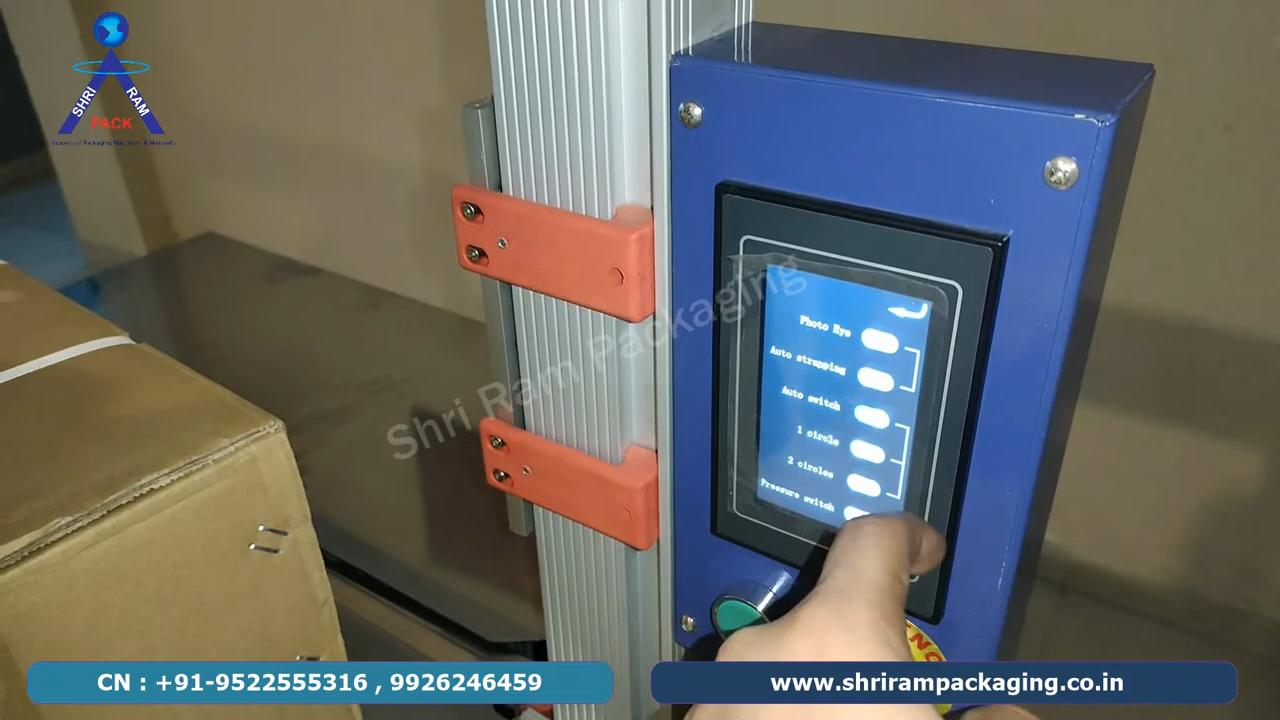 SHRI RAM
PACK
Photo Eye
Auto strapping
Auto switch
1 circle
2 circles
Pressure switch
Shri Ram Packaging
CN : +91-9522555316 , 9926246459
www.shrirampackaging.co.in